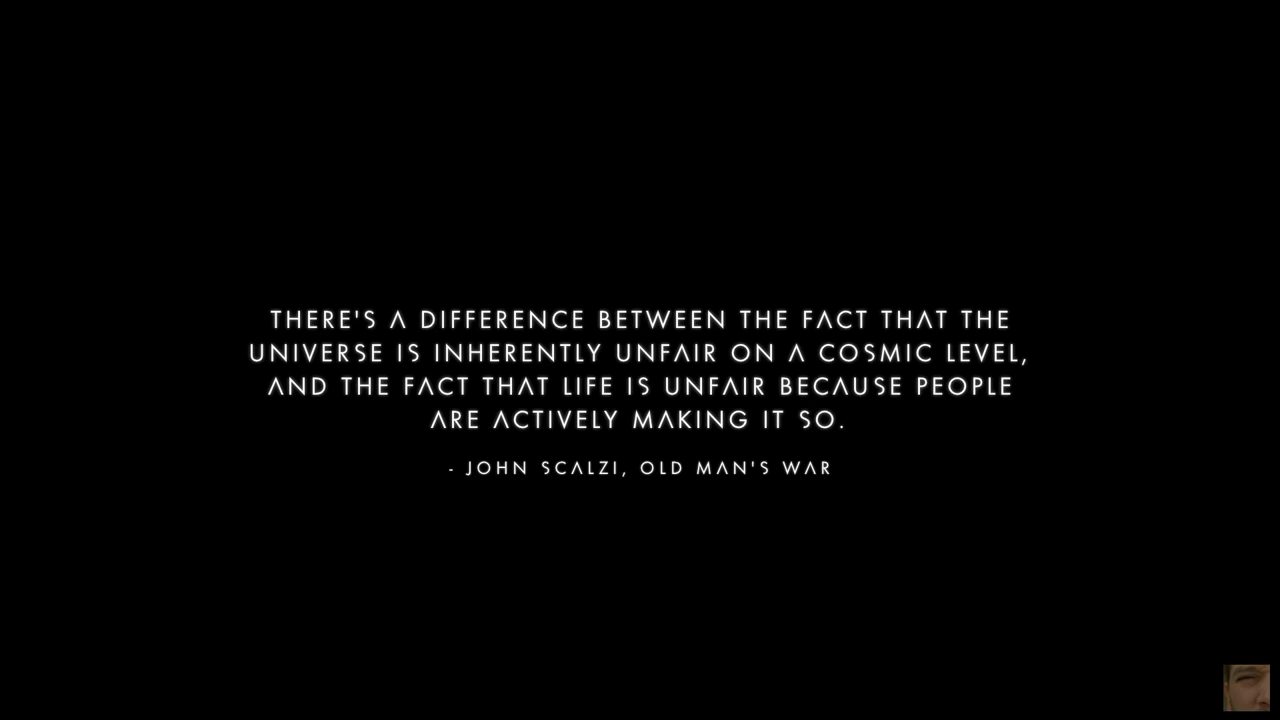 THERE'S A DIFFERENCE BETWEEN THE FACT THAT THE
UNIVERSE IS INHERENTLY UNFAIR ON A COSMIC LEVEL,
AND THE FACT THAT LIFE IS UNFAIR BECAUSE PEOPLE
ARE ACTIVELY MAKING IT SO.
- JOHN SCALZI, OLD MAN'S WAR